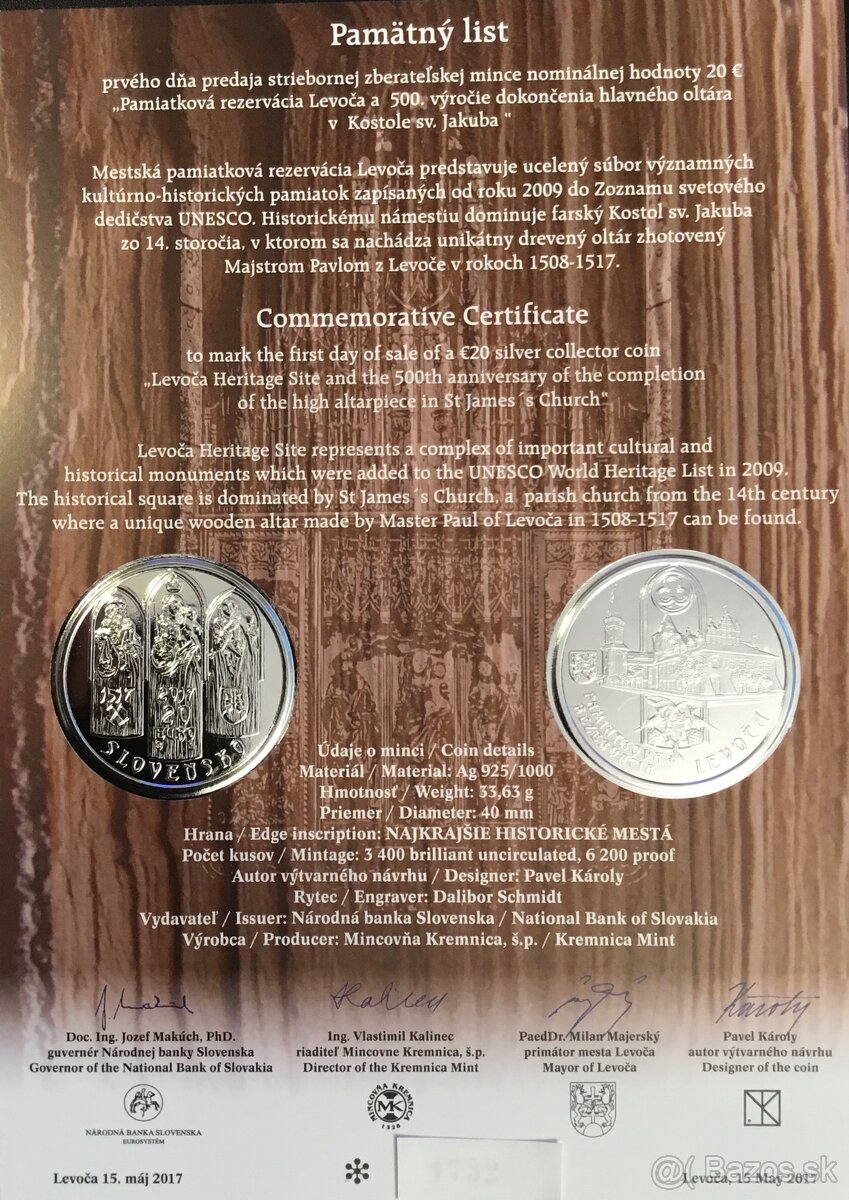 Pamätný list
prvého dňa predaja striebornej zberateľskej mince nominálnej hodnoty 20 €
„Pamiatková rezervácia Levoča a 500. výročie dokončenia hlavného oltára
v Kostole sv. Jakuba "
Mestská pamiatková rezervácia Levoča predstavuje ucelený súbor významných
kultúrno-historických pamiatok zapísaných od roku 2009 do Zoznamu svetového
dedičstva UNESCO. Historickému námestiu dominuje farský Kostol sv. Jakuba
zo 14. storočia, v ktorom sa nachádza unikátny drevený oltár zhotovený
Majstrom Pavlom z Levoče v rokoch 1508-1517.
Commemorative Certificate
to mark the first day of sale of a €20 silver collector coin
„Levoča Heritage Site and the 500th anniversary of the completion
of the high altarpiece in St James´s Church"
Levoča Heritage Site represents a complex of important cultural and
historical monuments which were added to the UNESCO World Heritage List in 2009.
The historical square is dominated by St James´s Church, a parish church from the 14th century
where a unique wooden altar made by Master Paul of Levoča in 1508-1517 can be found.
1517 2017
20
EURO
SLOVENSKO
PAMIATKOVÁ
REZERVÁCIA
LEVOČA
Údaje o minci / Coin details
Materiál / Material: Ag 925/1000
Hmotnosť / Weight: 33,63 g
Priemer / Diameter: 40 mm
Hrana / Edge inscription: NAJKRAJŠIE HISTORICKÉ MESTÁ
Počet kusov / Mintage: 3 400 brilliant uncirculated, 6 200 proof
Autor výtvarného návrhu / Designer: Pavel Károly
Rytec / Engraver: Dalibor Schmidt
Vydavateľ / Issuer: Národná banka Slovenska / National Bank of Slovakia
Výrobca / Producer: Mincovňa Kremnica, š.p. / Kremnica Mint
Kalinec
Károly
Doc. Ing. Jozef Makúch, PhD.
guvernér Národnej banky Slovenska
Governor of the National Bank of Slovakia
Ing. Vlastimil Kalinec
riaditeľ Mincovne Kremnica, š.p.
Director of the Kremnica Mint
PaedDr. Milan Majerský
primátor mesta Levoča
Mayor of Levoča
Pavel Károly
autor výtvarného návrhu
Designer of the coin
NÁRODNÁ BANKA SLOVENSKA
EUROSYSTÉM
MINCOVŇA KREMNICA
MK
1328
Levoča 15. máj 2017
1732
Levoča, 15 May 2017
@( Bazos.sk